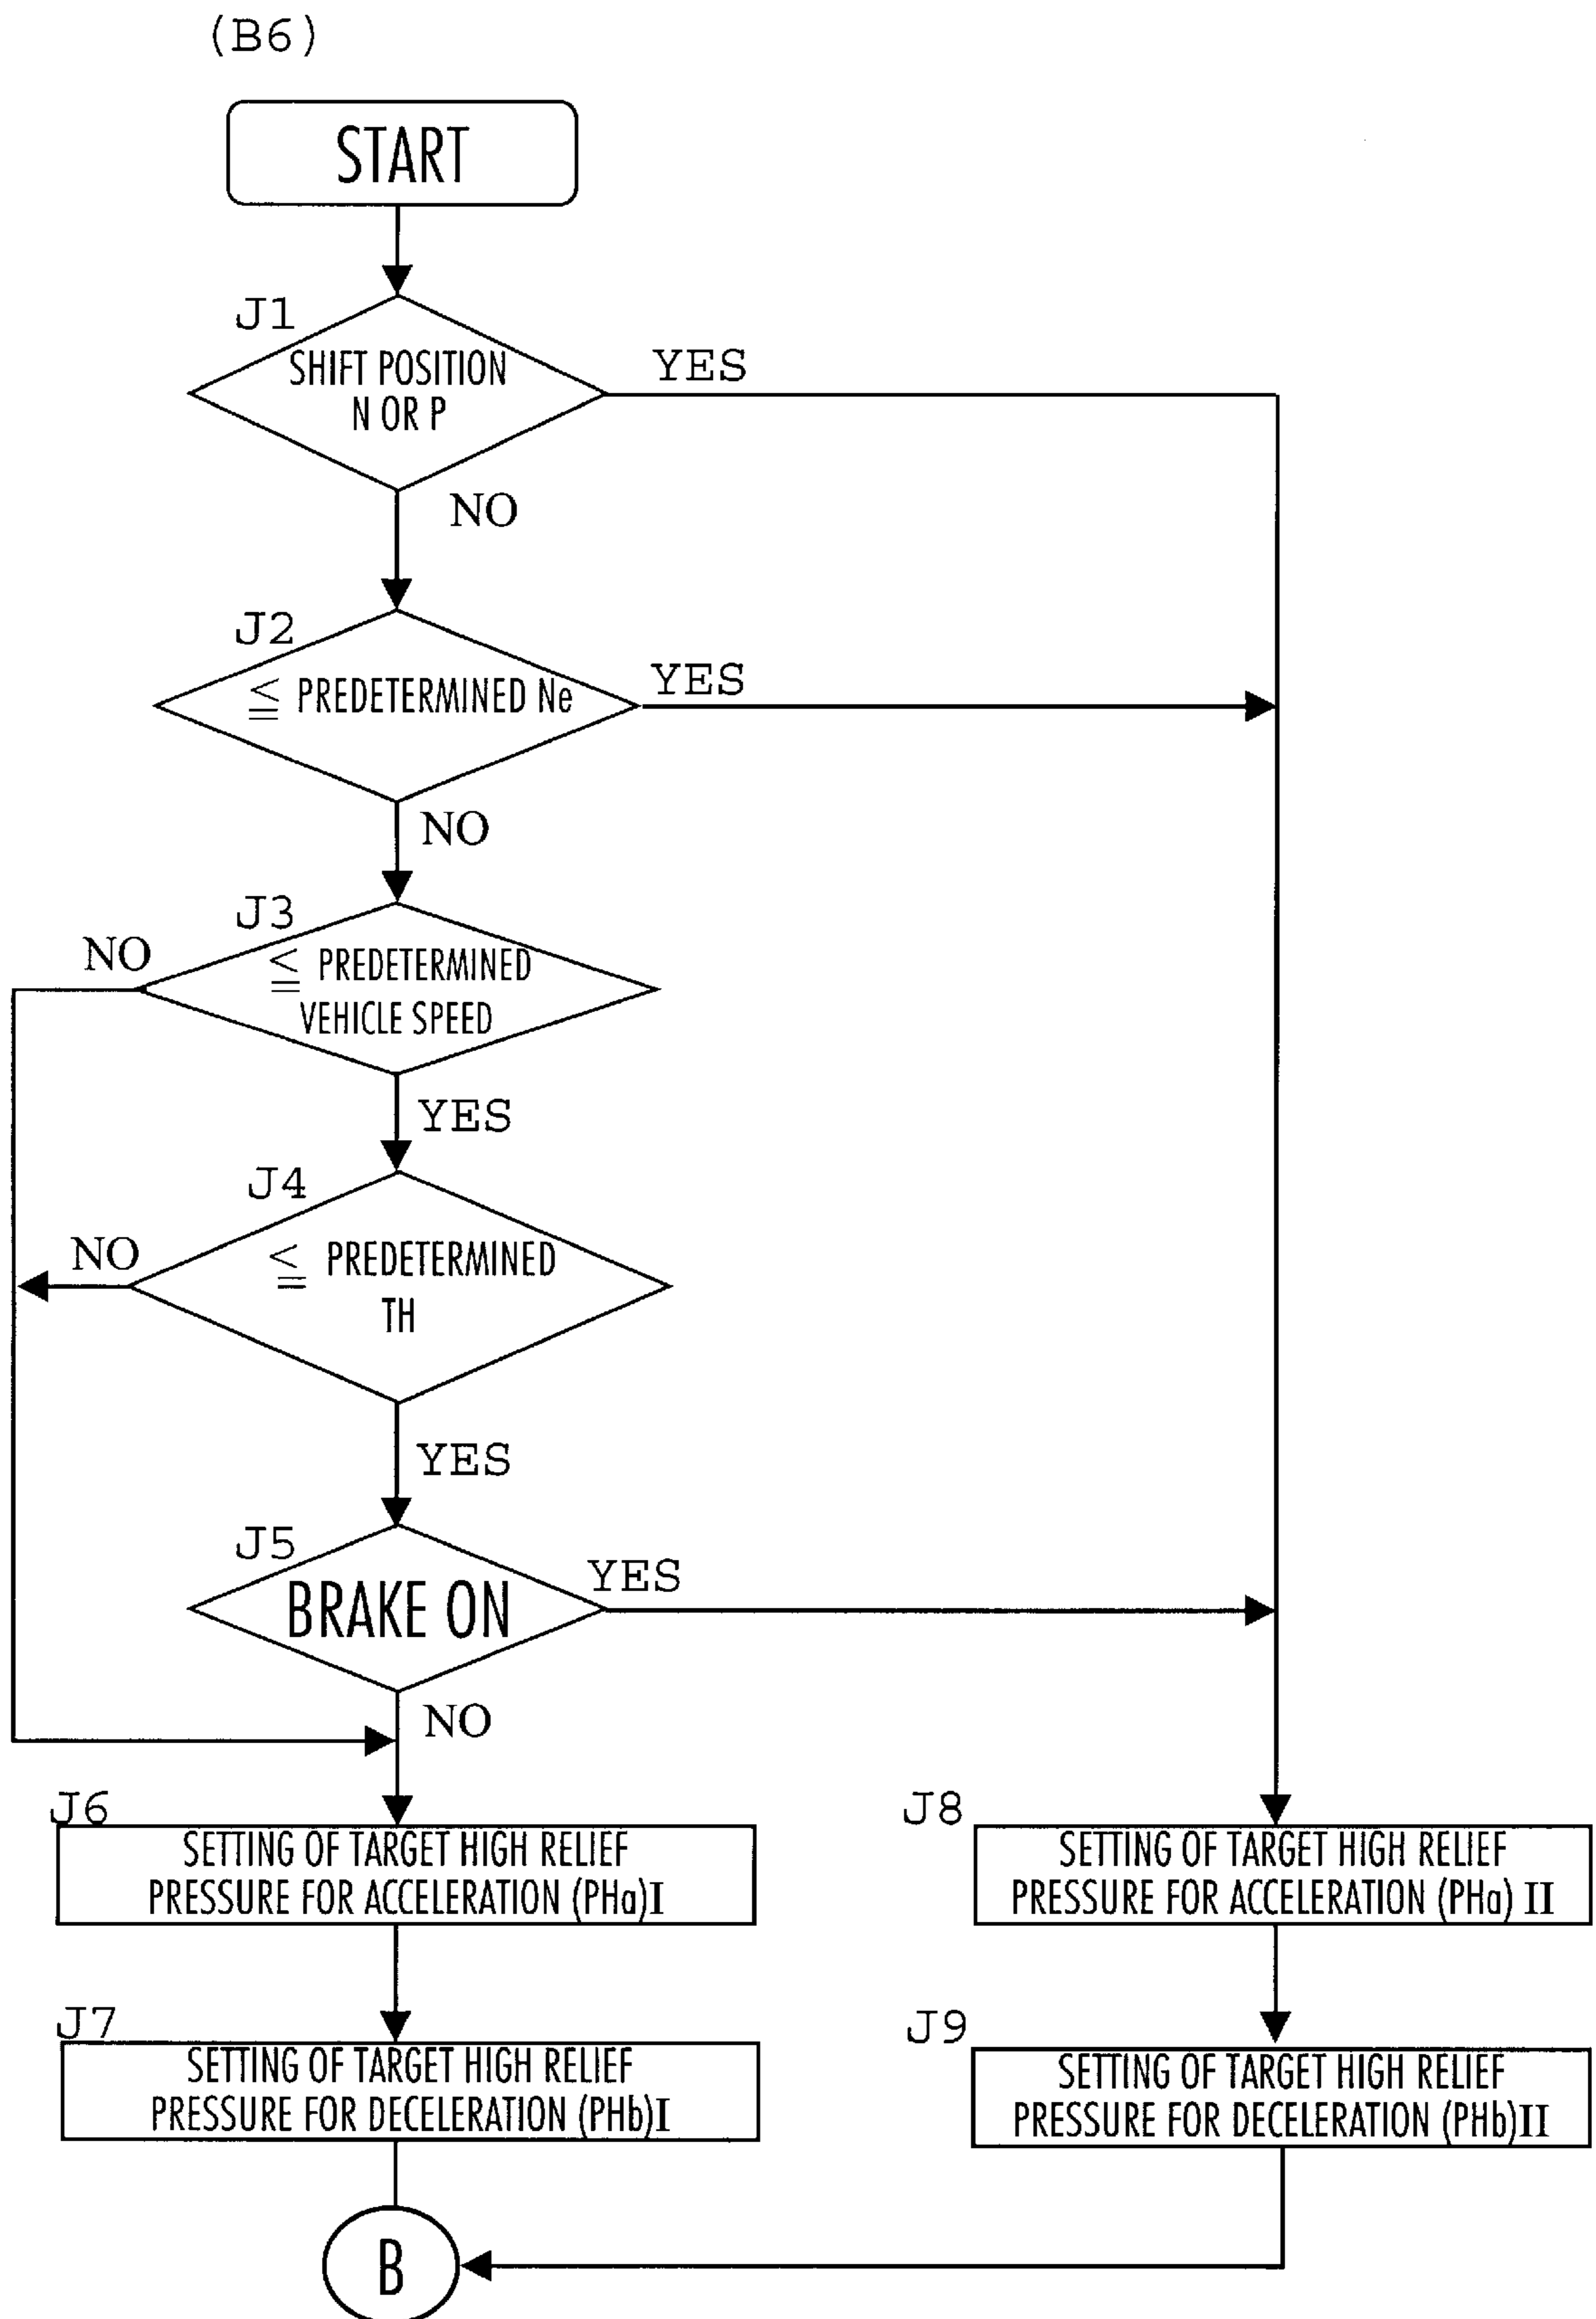 (B6)
START
J1
SHIFT POSITION
N OR P
YES
NO
J2
≦ PREDETERMINED Ne
YES
NO
J3
NO
≦ PREDETERMINED
VEHICLE SPEED
YES
J4
NO
≦ PREDETERMINED
TH
YES
J5
BRAKE ON
YES
NO
J6
SETTING OF TARGET HIGH RELIEF
PRESSURE FOR ACCELERATION (PHa)I
J8
SETTING OF TARGET HIGH RELIEF
PRESSURE FOR ACCELERATION (PHa) II
J7
SETTING OF TARGET HIGH RELIEF
PRESSURE FOR DECELERATION (PHb)I
J9
SETTING OF TARGET HIGH RELIEF
PRESSURE FOR DECELERATION (PHb)II
B